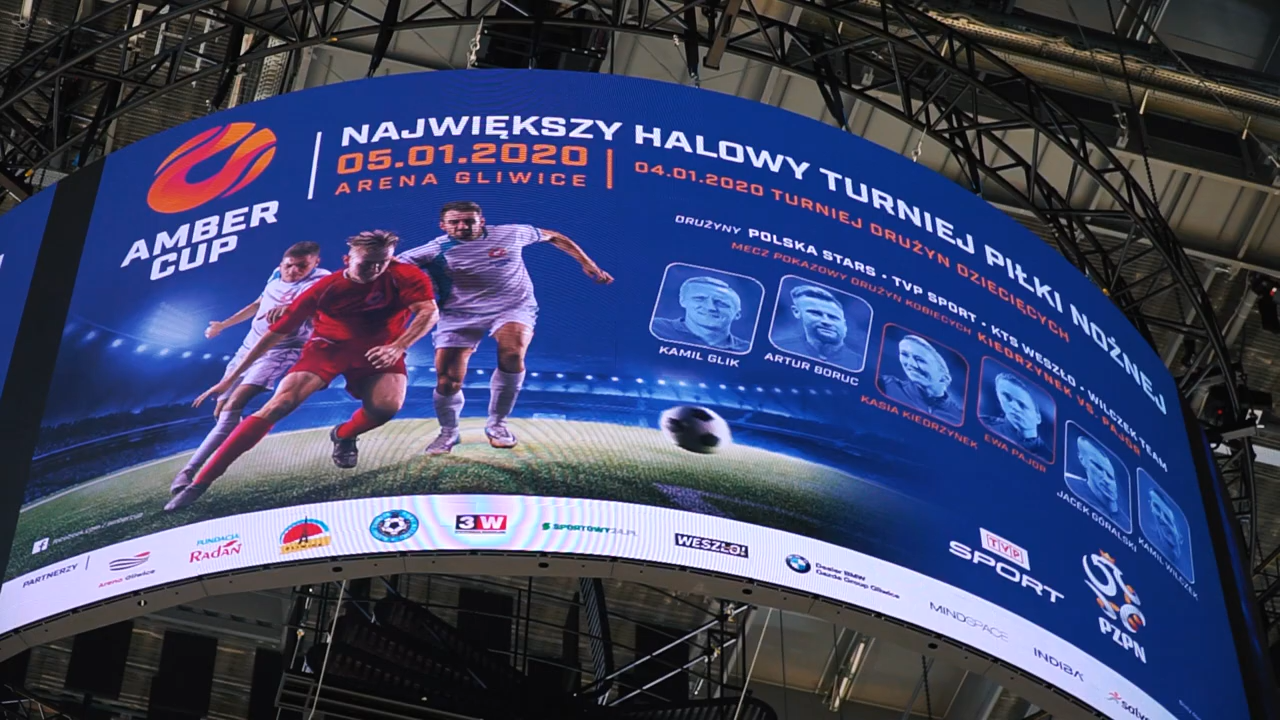 NAJWIĘKSZY HALOWY TURNIEJ PIŁKI NOŻNEJ
05.01.2020
ARENA GLIWICE
04.01.2020 TURNIEJ DRUŻYN DZIECIĘCYCH
AMBER
CUP
DRUŻYNY POLSKA STARS • TVP SPORT • KTS WESZŁO • WILCZEK TEAM
MECZ POKAZOWY DRUŻYN KOBIECYCH KIEDRZYNEK VS. PAJOR
KAMIL GLIK
ARTUR BORUC
KASIA KIEDRZYNEK
EWA PAJOR
JACEK GÓRALSKI
KAMIL WILCZEK
TVP
SPORT
PZPN
PARTNERZY
arena Gliwice
FUNDACJA
RADAŃ
3W
SPORTOWY24.PL
WESZŁO!
Dealer BMW
Gazda Group Gliwice
MINDSPACE
INDIBA